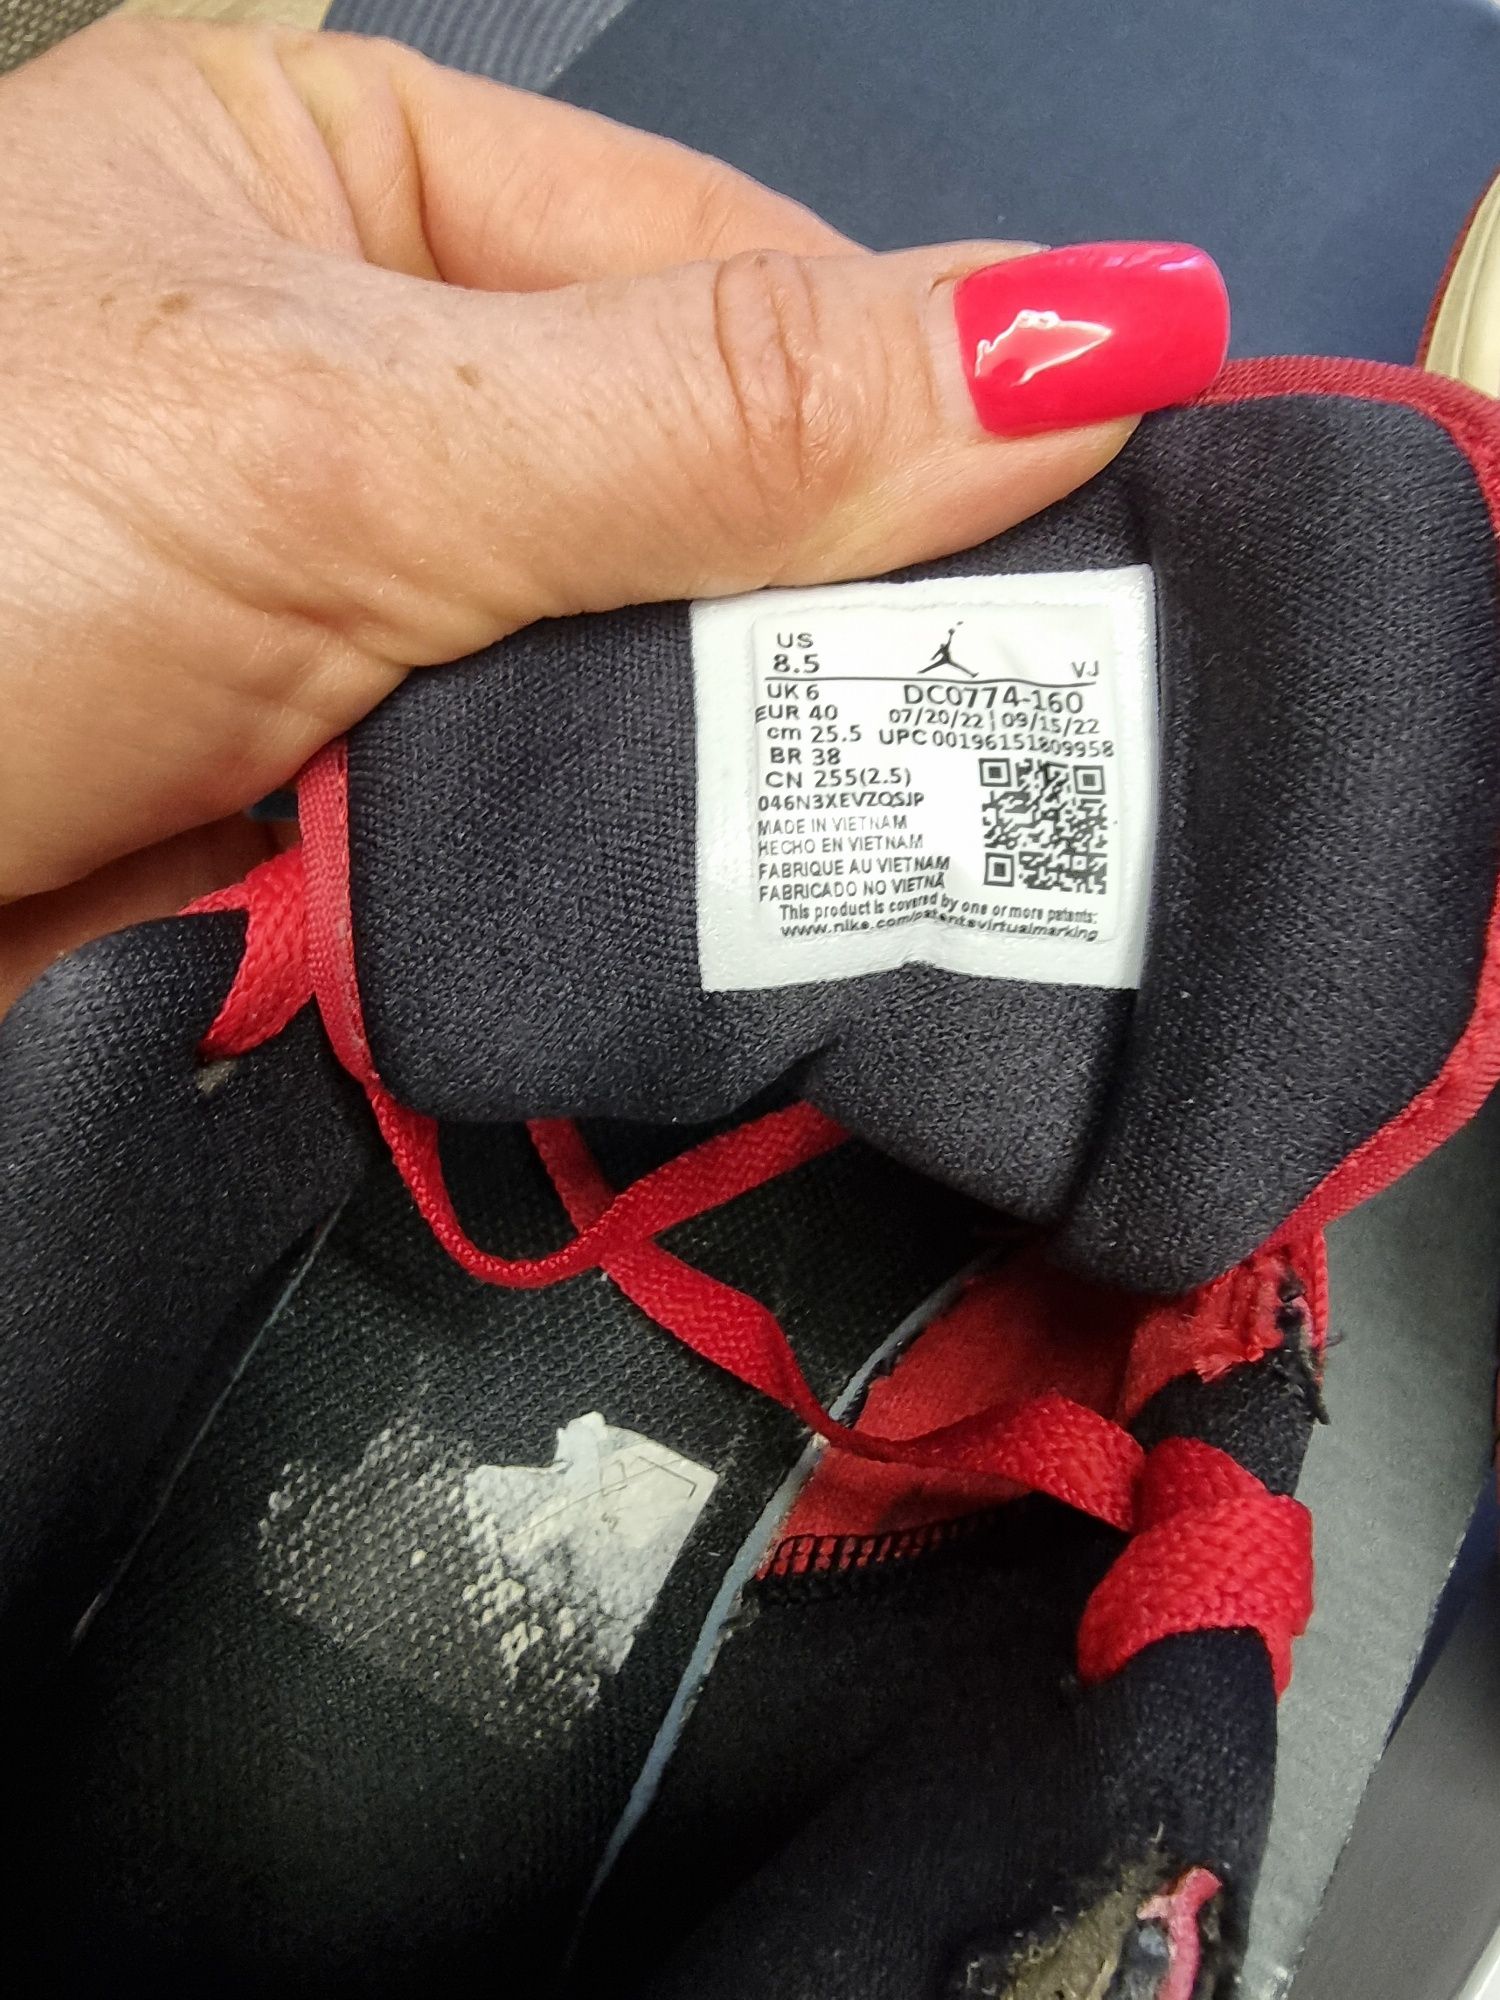 US
8.5 VJ
UK 6 DC0774-160
EUR 40 07/20/22 | 09/15/22
cm 25.5 UPC 00196151809958
BR 38
CN 255(2.5)
046N3XEVZQSJP
MADE IN VIETNAM
HECHO EN VIETNAM
FABRIQUE AU VIETNAM
FABRICADO NO VIETNÃ
This product is covered by one or more patents:
www.nike.com/patentsvirtualmarking